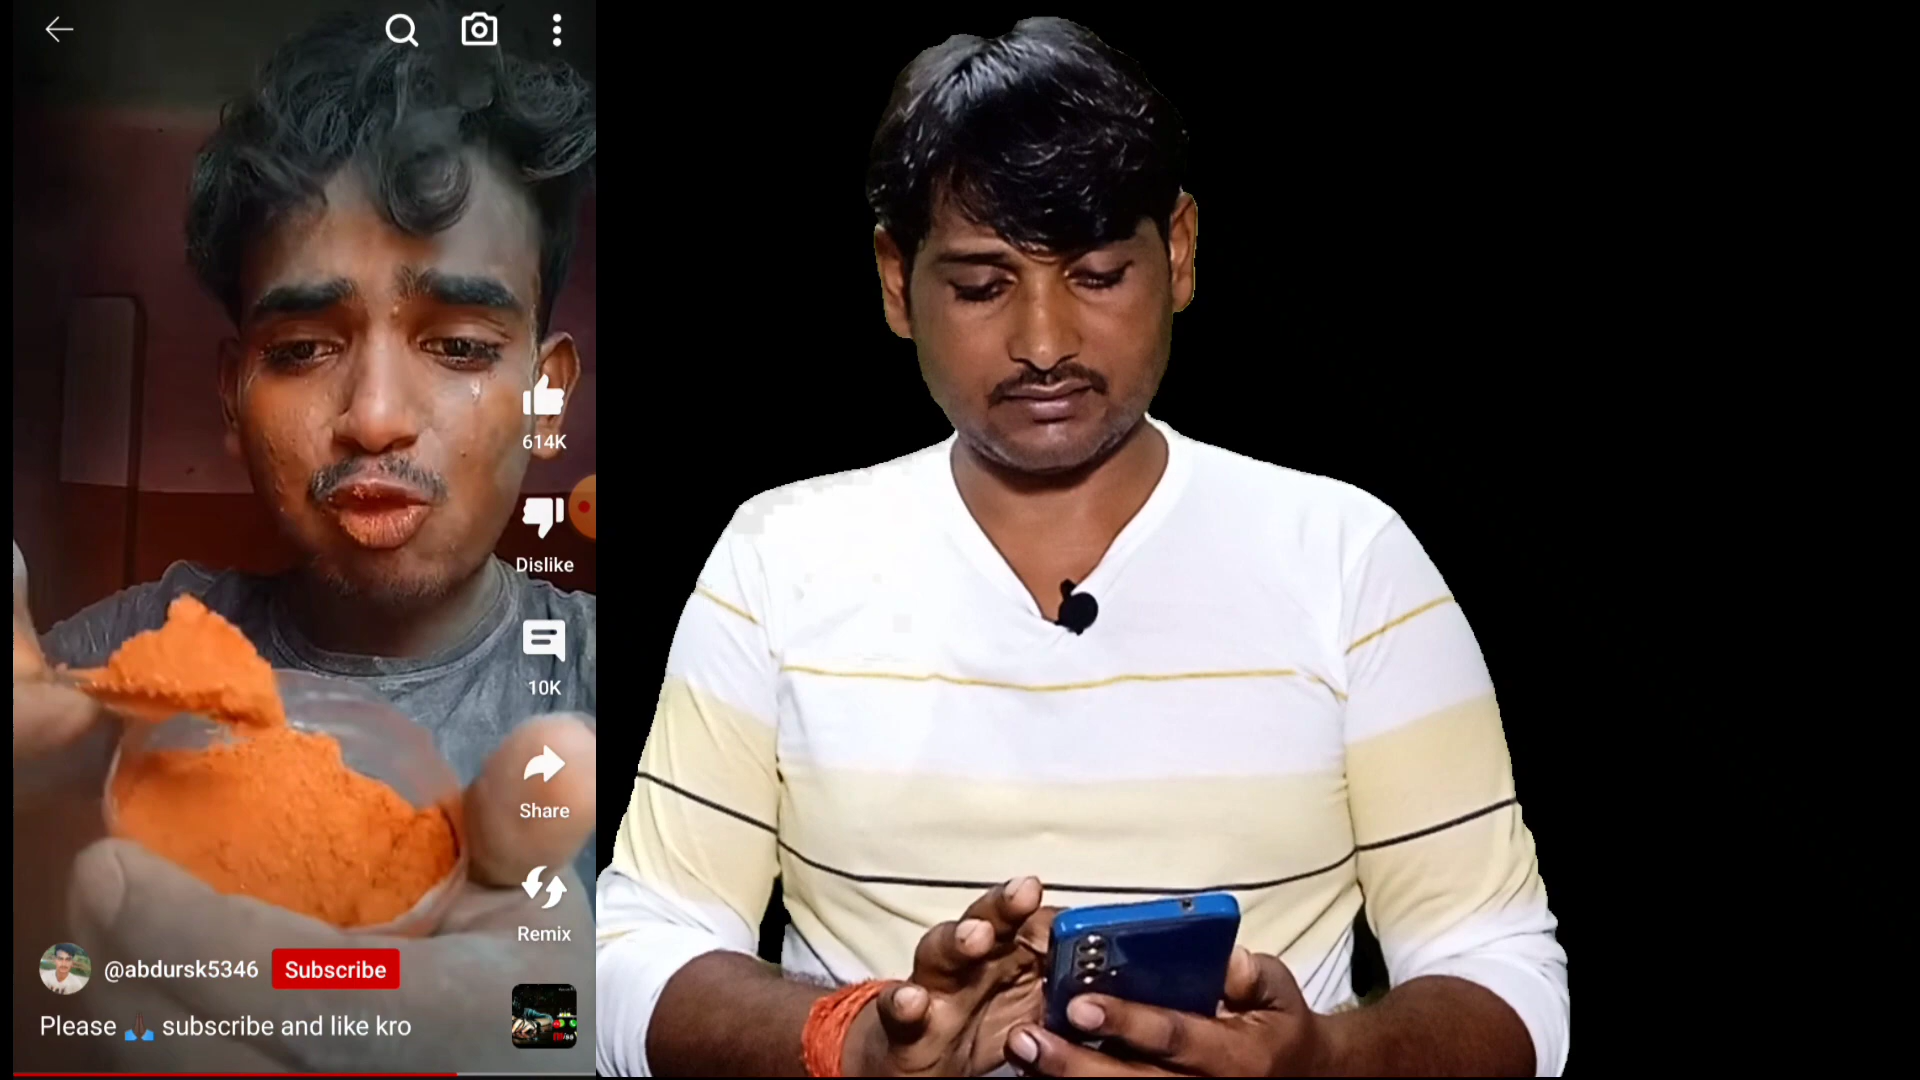 614K
Dislike
10K
Share
Remix
@abdursk5346 Subscribe
Please 🙏🏿 subscribe and like kro